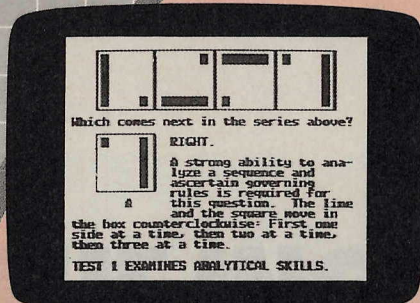 Which comes next in the series above?
RIGHT.
A strong ability to ana-
lyze a sequence and
ascertain governing
rules is required for
this question. The line
and the square move in
A
the box counterclockwise: First one
side at a time, then two at a time,
then three at a time.
TEST 1 EXAMINES ANALYTICAL SKILLS.